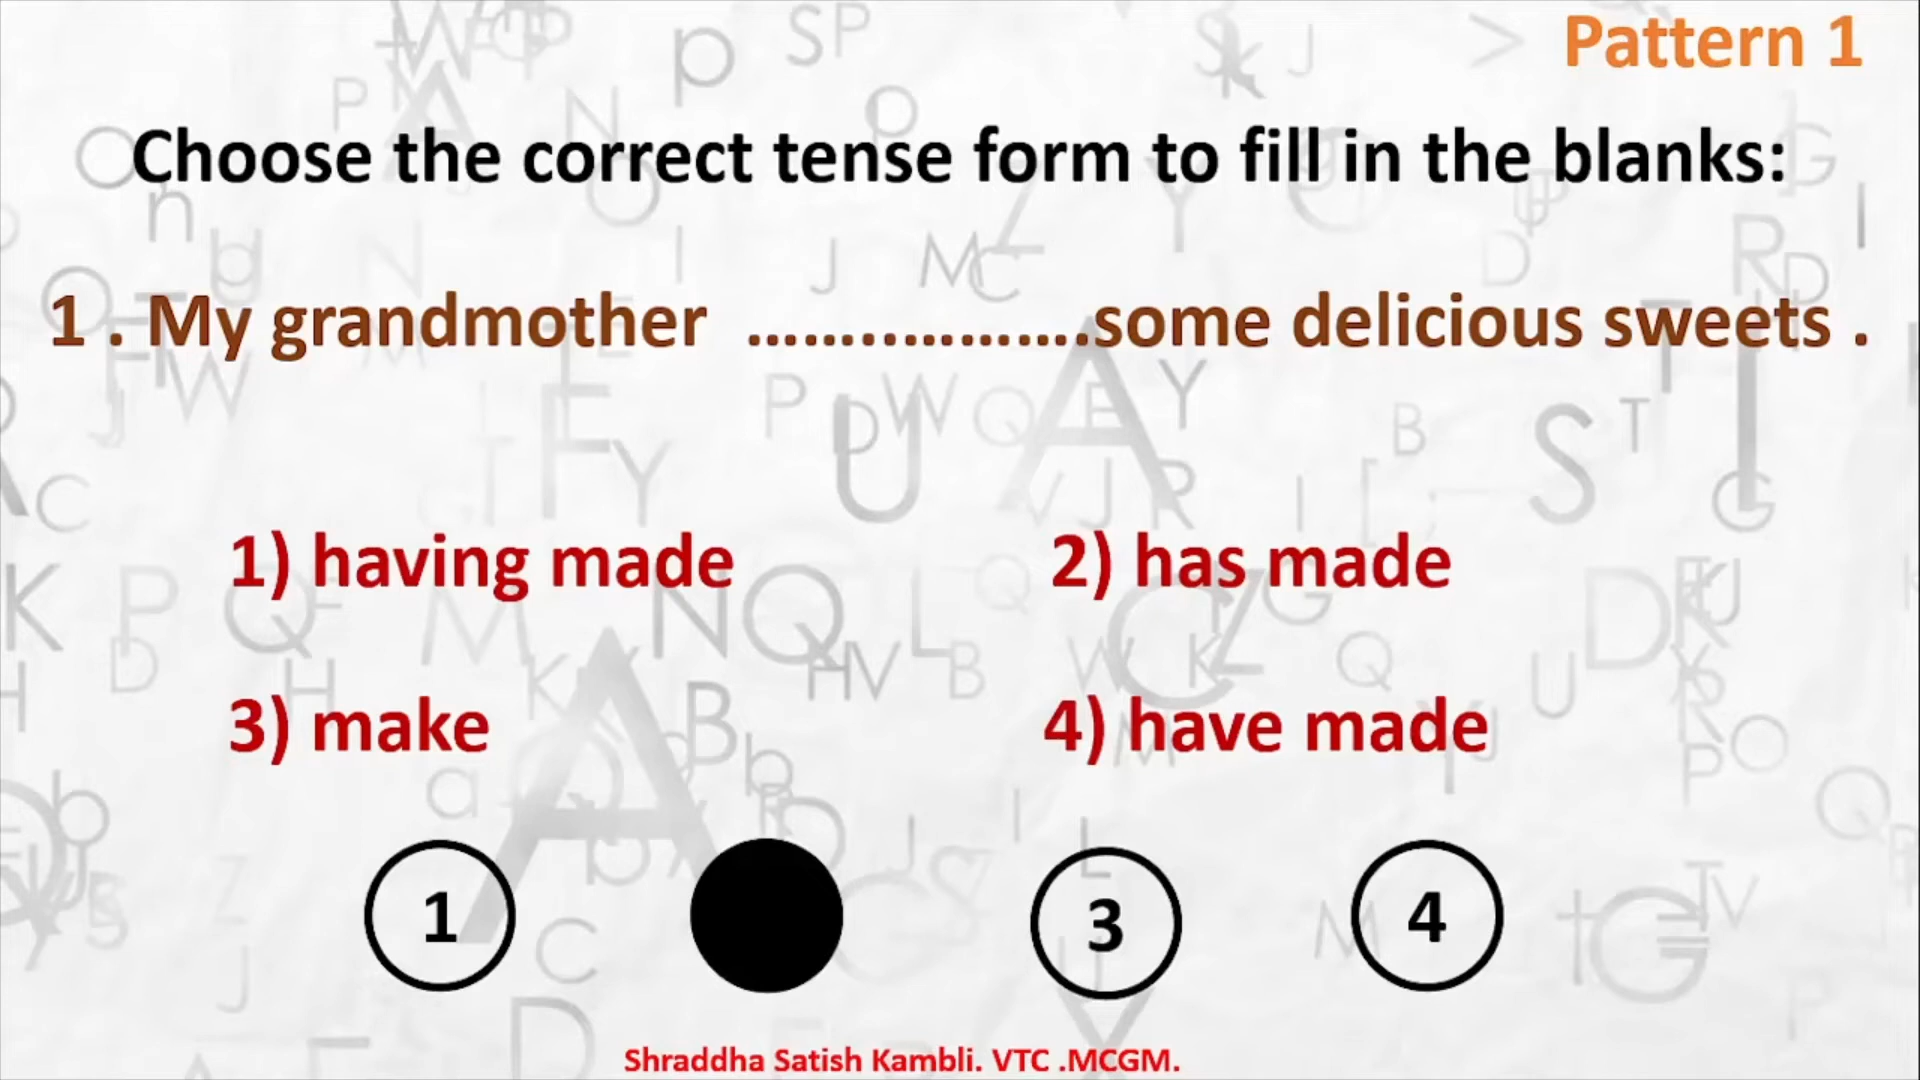 Pattern 1
Choose the correct tense form to fill in the blanks:
1 . My grandmother ……..……….some delicious sweets .
1) having made 2) has made
3) make 4) have made
1 3 4
Shraddha Satish Kambli. VTC .MCGM.